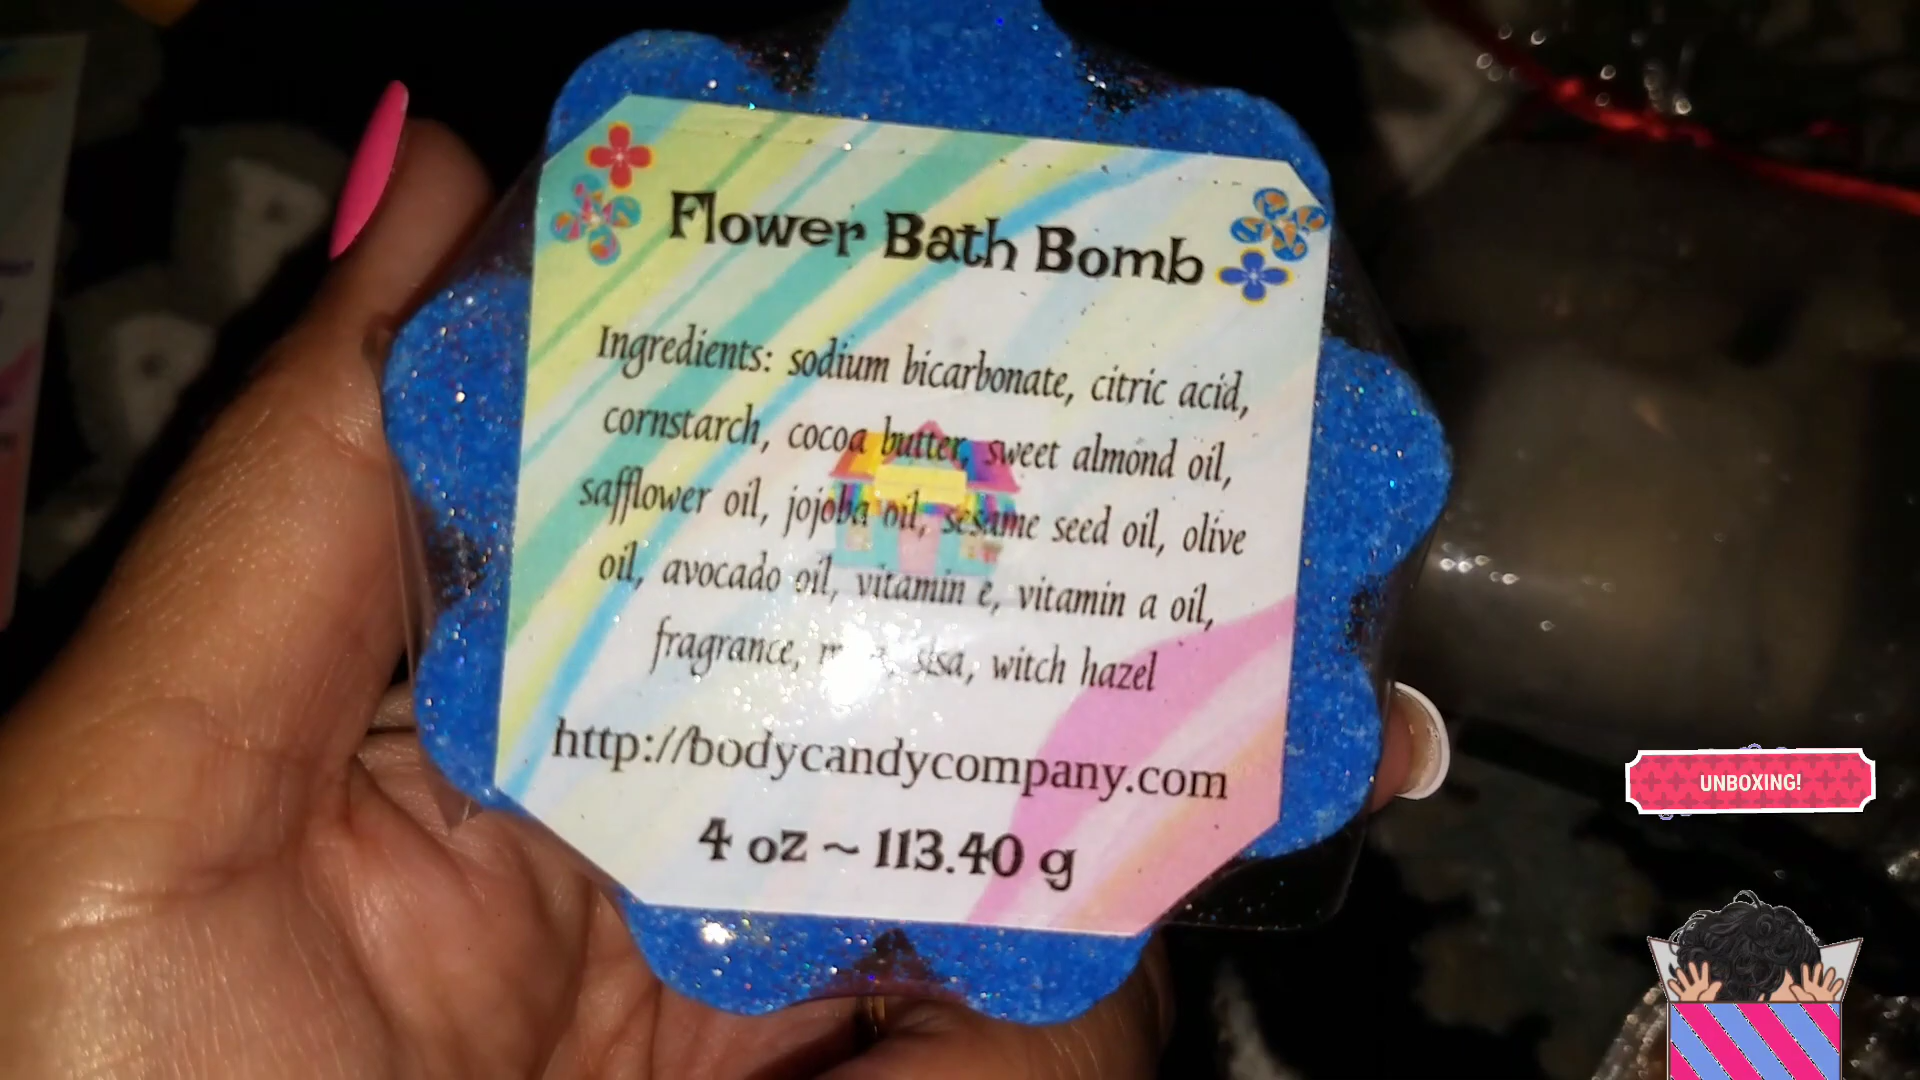 Flower Bath Bomb
Ingredients: sodium bicarbonate, citric acid,
cornstarch, cocoa butter, sweet almond oil,
safflower oil, jojoba oil, sesame seed oil, olive
oil, avocado oil, vitamin e, vitamin a oil,
fragrance, slsa, witch hazel
http://bodycandycompany.com
4 oz ~ 113.40 g
UNBOXING!